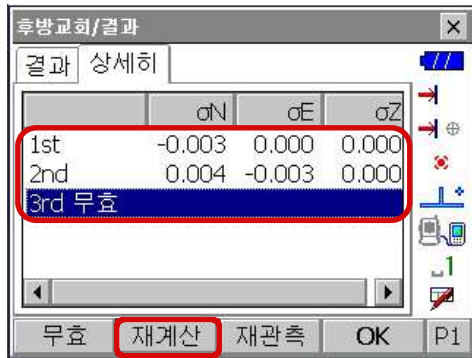 후방교회/결과
결과 상세히
σN σE σZ
1st -0.003 0.000 0.000
2nd 0.004 -0.003 0.000
3rd 무효
1
무효 재계산 재관측 OK P1